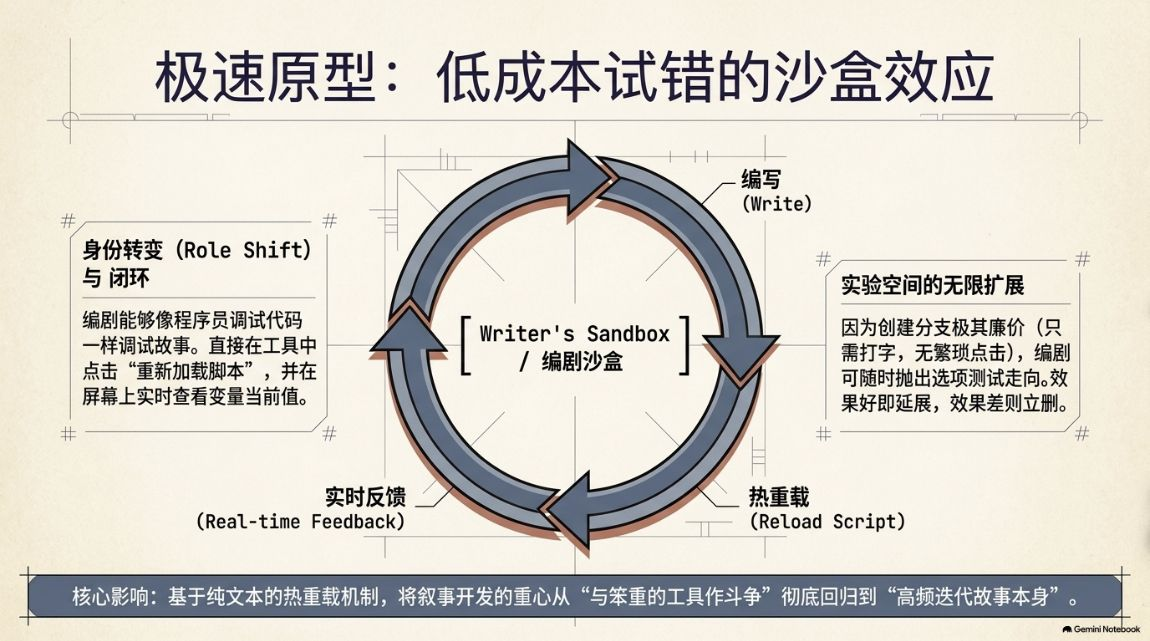 极速原型：低成本试错的沙盒效应
编写
(Write)
身份转变（Role Shift）
与 闭环
编剧能够像程序员调试代码
一样调试故事。直接在工具中
点击“重新加载脚本”，并在
屏幕上实时查看变量当前值。
Writer's Sandbox
/ 编剧沙盒
实验空间的无限扩展
因为创建分支极其廉价（只
需打字，无繁琐点击），编剧
可随时抛出选项测试走向。效
果好即延展，效果差则立删。
实时反馈
(Real-time Feedback)
热重载
(Reload Script)
核心影响：基于纯文本的热重载机制，将叙事开发的重心从“与笨重的工具作斗争”彻底回归到“高频迭代故事本身”。
Gemini Notebook